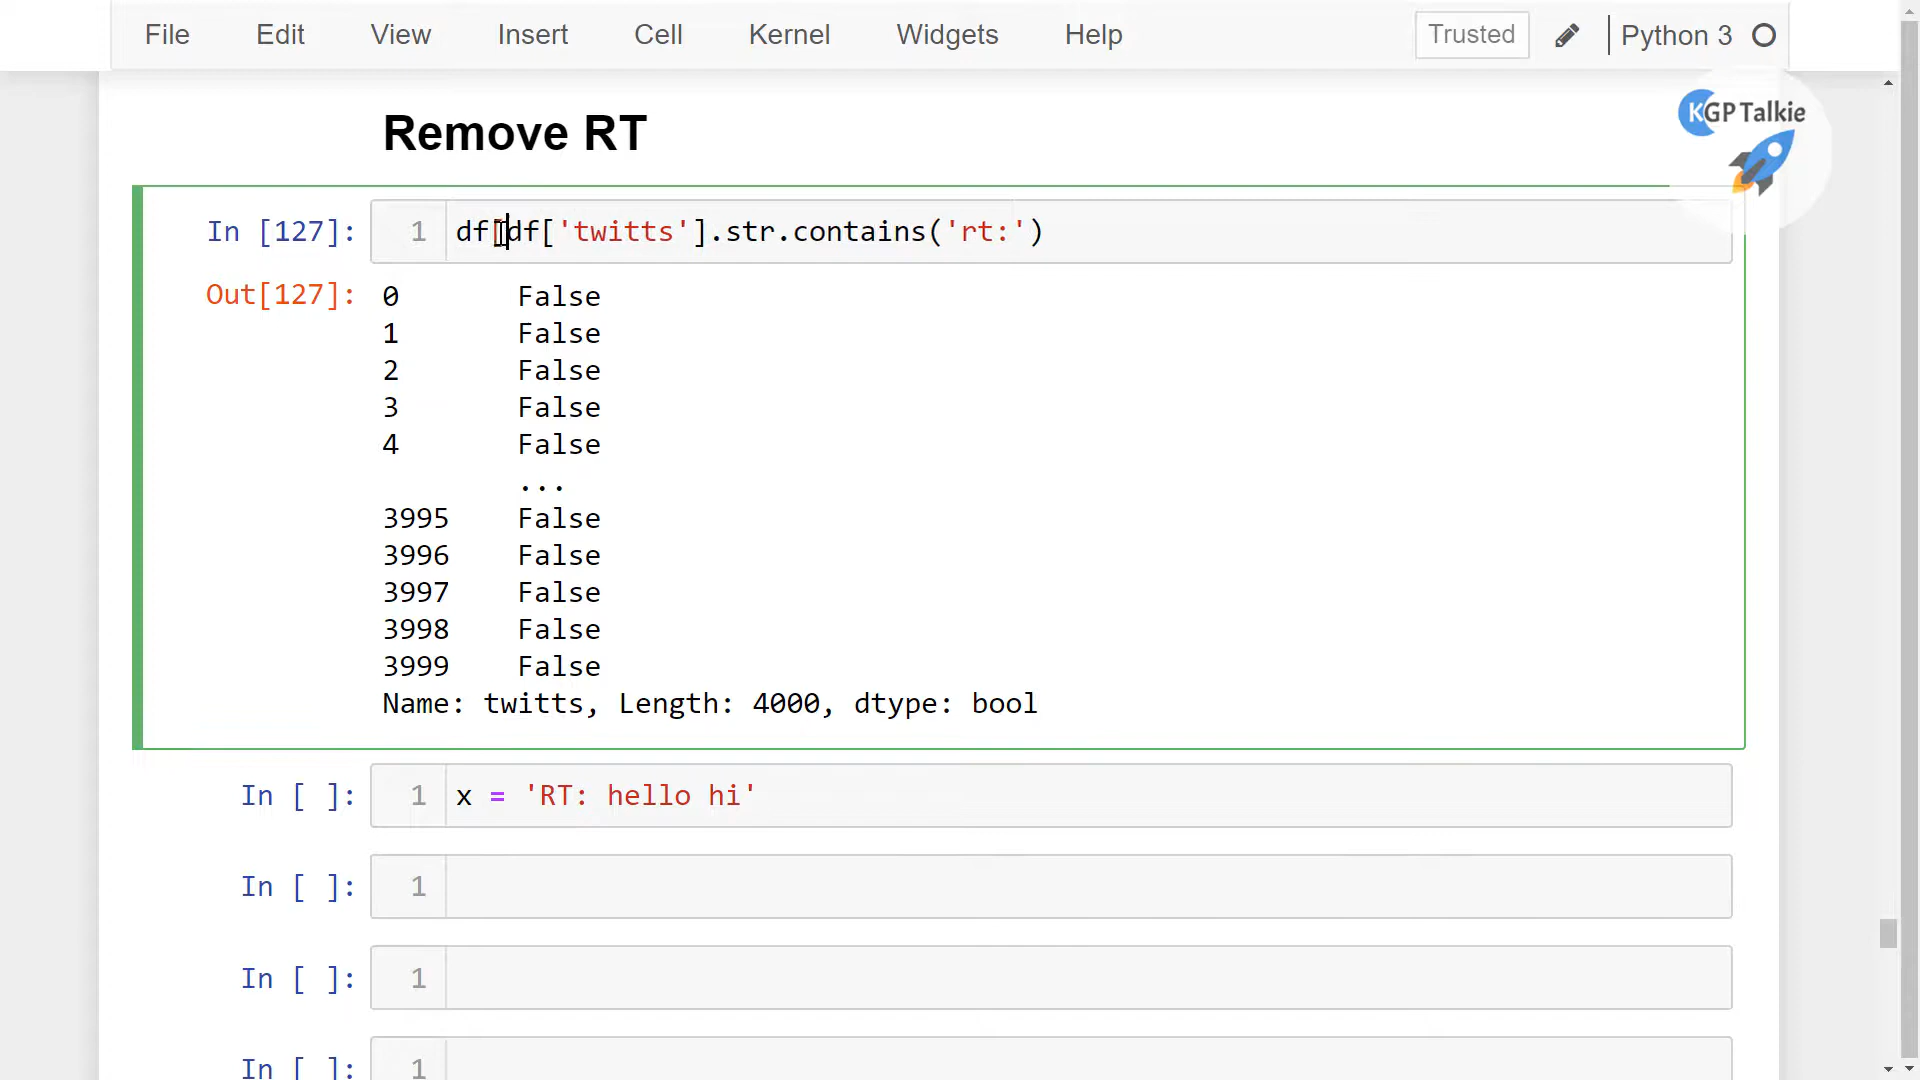 File Edit View Insert Cell Kernel Widgets Help Trusted Python 3
KGPTalkie
Remove RT
In [127]: 1 df[df['twitts'].str.contains('rt:')
Out[127]: 0 False
1 False
2 False
3 False
4 False
...
3995 False
3996 False
3997 False
3998 False
3999 False
Name: twitts, Length: 4000, dtype: bool
In [ ]: 1 x = 'RT: hello hi'
In [ ]: 1
In [ ]: 1
In [ ]: 1